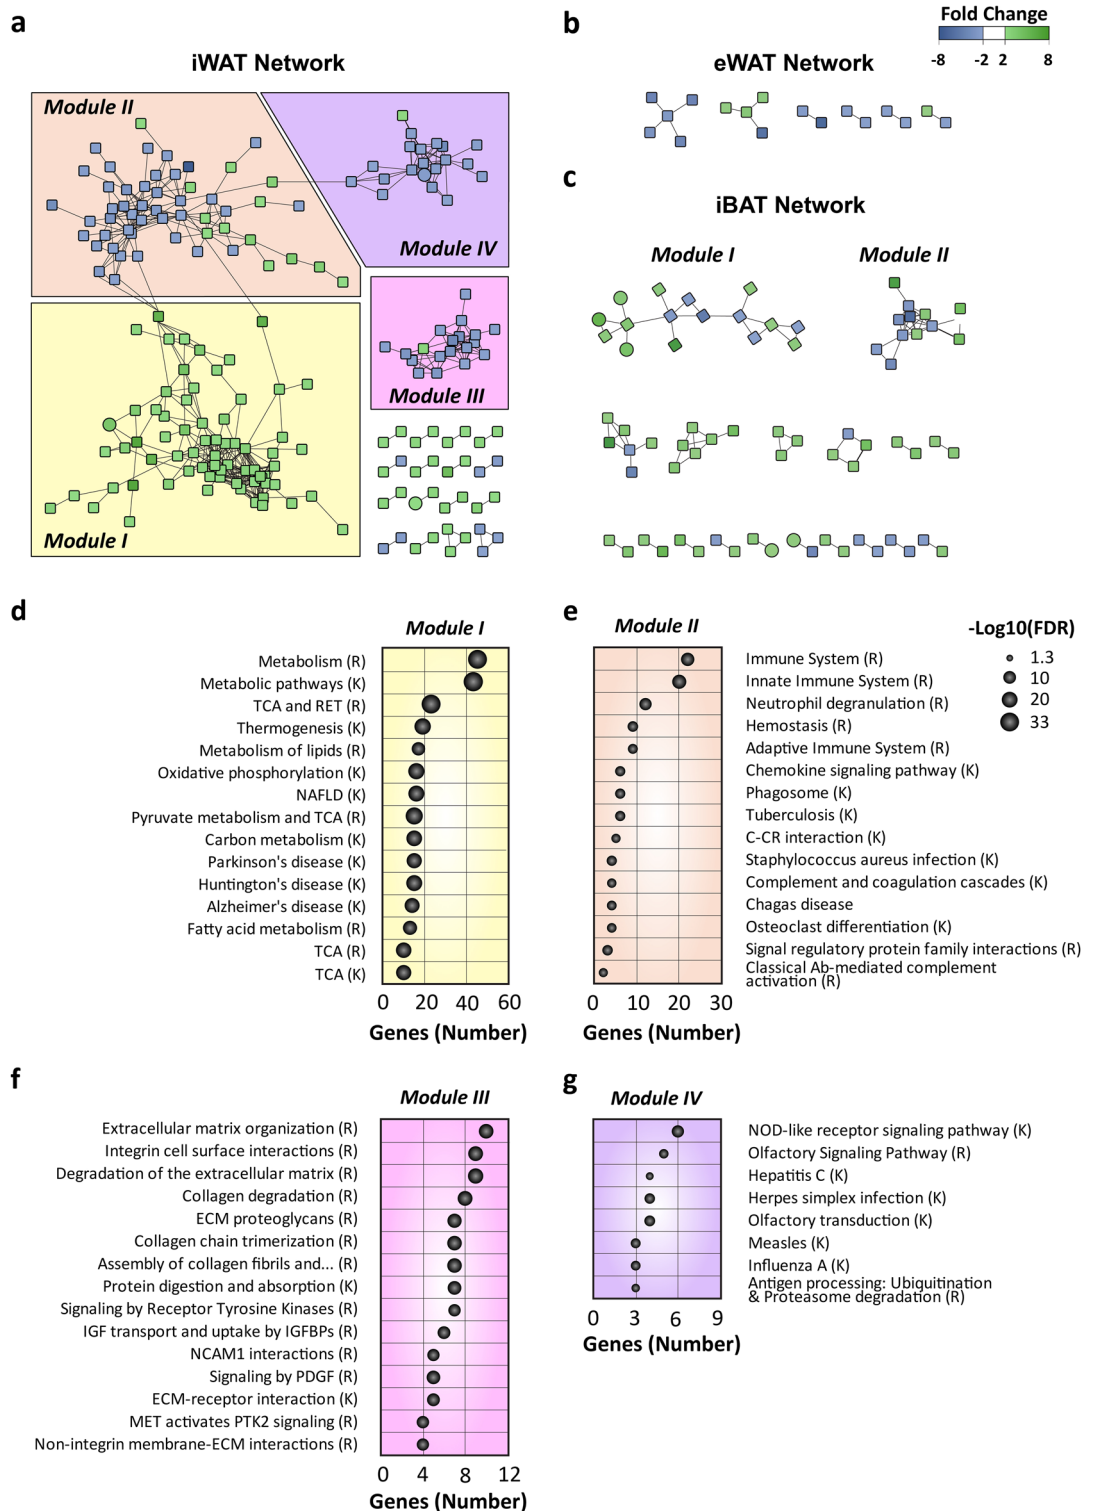 a
iWAT Network
Module II
Module IV
Module III
Module I
b
Fold Change
-8 -2 2 8
eWAT Network
c
iBAT Network
Module I
Module II
d
Module I
Metabolism (R)
Metabolic pathways (K)
TCA and RET (R)
Thermogenesis (K)
Metabolism of lipids (R)
Oxidative phosphorylation (K)
NAFLD (K)
Pyruvate metabolism and TCA (R)
Carbon metabolism (K)
Parkinson's disease (K)
Huntington's disease (K)
Alzheimer's disease (K)
Fatty acid metabolism (R)
TCA (R)
TCA (K)
0 20 40 60
Genes (Number)
e
Module II
-Log10(FDR)
1.3
10
20
33
Immune System (R)
Innate Immune System (R)
Neutrophil degranulation (R)
Hemostasis (R)
Adaptive Immune System (R)
Chemokine signaling pathway (K)
Phagosome (K)
Tuberculosis (K)
C-CR interaction (K)
Staphylococcus aureus infection (K)
Complement and coagulation cascades (K)
Chagas disease
Osteoclast differentiation (K)
Signal regulatory protein family interactions (R)
Classical Ab-mediated complement
activation (R)
0 10 20 30
Genes (Number)
f
Module III
Extracellular matrix organization (R)
Integrin cell surface interactions (R)
Degradation of the extracellular matrix (R)
Collagen degradation (R)
ECM proteoglycans (R)
Collagen chain trimerization (R)
Assembly of collagen fibrils and... (R)
Protein digestion and absorption (K)
Signaling by Receptor Tyrosine Kinases (R)
IGF transport and uptake by IGFBPs (R)
NCAM1 interactions (R)
Signaling by PDGF (R)
ECM-receptor interaction (K)
MET activates PTK2 signaling (R)
Non-integrin membrane-ECM interactions (R)
0 4 8 12
Genes (Number)
g
Module IV
NOD-like receptor signaling pathway (K)
Olfactory Signaling Pathway (R)
Hepatitis C (K)
Herpes simplex infection (K)
Olfactory transduction (K)
Measles (K)
Influenza A (K)
Antigen processing: Ubiquitination
& Proteasome degradation (R)
0 3 6 9
Genes (Number)